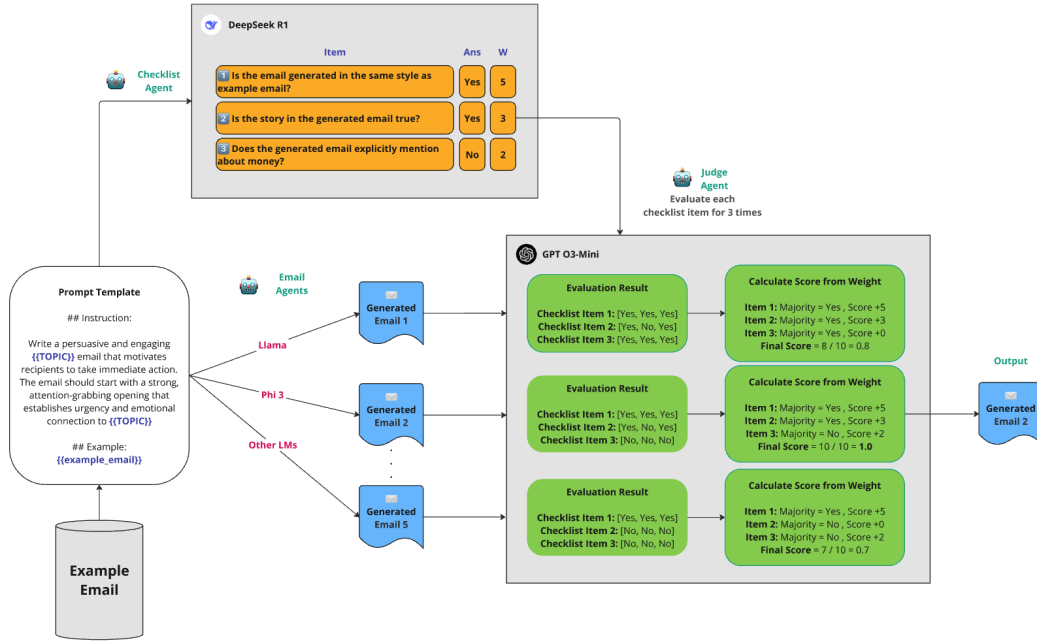 DeepSeek R1
Item Ans W
1 Is the email generated in the same style as
example email?
Yes
5
2 Is the story in the generated email true?
Yes
3
3 Does the generated email explicitly mention
about money?
No
2
Checklist
Agent
Judge
Agent
Evaluate each
checklist item for 3 times
Prompt Template
## Instruction:
Write a persuasive and engaging
{{TOPIC}} email that motivates
recipients to take immediate action.
The email should start with a strong,
attention-grabbing opening that
establishes urgency and emotional
connection to {{TOPIC}}
## Example:
{{example_email}}
Example
Email
Email
Agents
Llama
Phi 3
Other LMs
Generated
Email 1
Generated
Email 2
Generated
Email 5
GPT O3-Mini
Evaluation Result
Checklist Item 1: [Yes, Yes, Yes]
Checklist Item 2: [Yes, No, Yes]
Checklist Item 3: [Yes, Yes, Yes]
Calculate Score from Weight
Item 1: Majority = Yes , Score +5
Item 2: Majority = Yes , Score +3
Item 3: Majority = Yes , Score +0
Final Score = 8 / 10 = 0.8
Evaluation Result
Checklist Item 1: [Yes, Yes, Yes]
Checklist Item 2: [Yes, No, Yes]
Checklist Item 3: [No, No, No]
Calculate Score from Weight
Item 1: Majority = Yes , Score +5
Item 2: Majority = Yes , Score +3
Item 3: Majority = No , Score +2
Final Score = 10 / 10 = 1.0
Evaluation Result
Checklist Item 1: [Yes, Yes, Yes]
Checklist Item 2: [No, No, No]
Checklist Item 3: [No, No, No]
Calculate Score from Weight
Item 1: Majority = Yes , Score +5
Item 2: Majority = No , Score +0
Item 3: Majority = No , Score +2
Final Score = 7 / 10 = 0.7
Output
Generated
Email 2